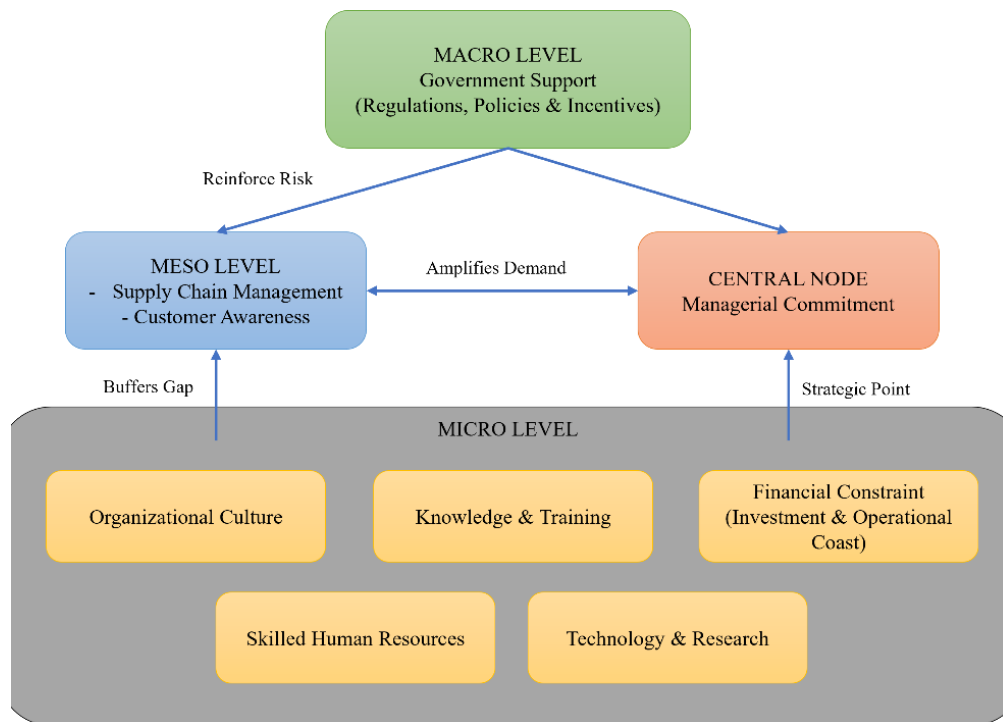 MACRO LEVEL
Government Support
(Regulations, Policies & Incentives)
Reinforce Risk
MESO LEVEL
- Supply Chain Management
- Customer Awareness
Amplifies Demand
CENTRAL NODE
Managerial Commitment
Buffers Gap
Strategic Point
MICRO LEVEL
Organizational Culture
Knowledge & Training
Financial Constraint
(Investment & Operational
Coast)
Skilled Human Resources
Technology & Research